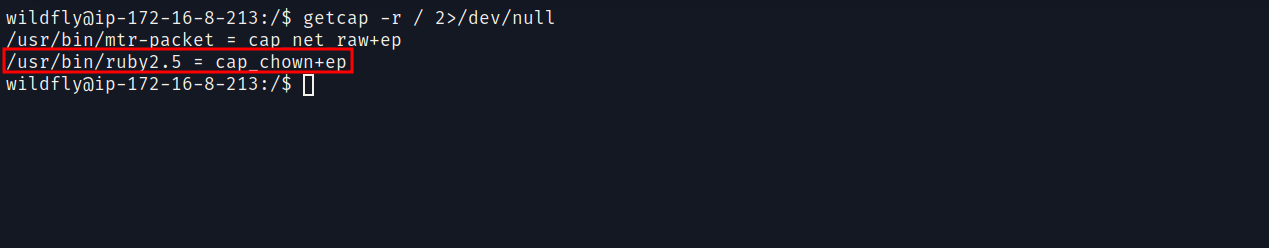 wildfly@ip-172-16-8-213:/$ getcap -r / 2>/dev/null
/usr/bin/mtr-packet = cap_net_raw+ep
/usr/bin/ruby2.5 = cap_chown+ep
wildfly@ip-172-16-8-213:/$